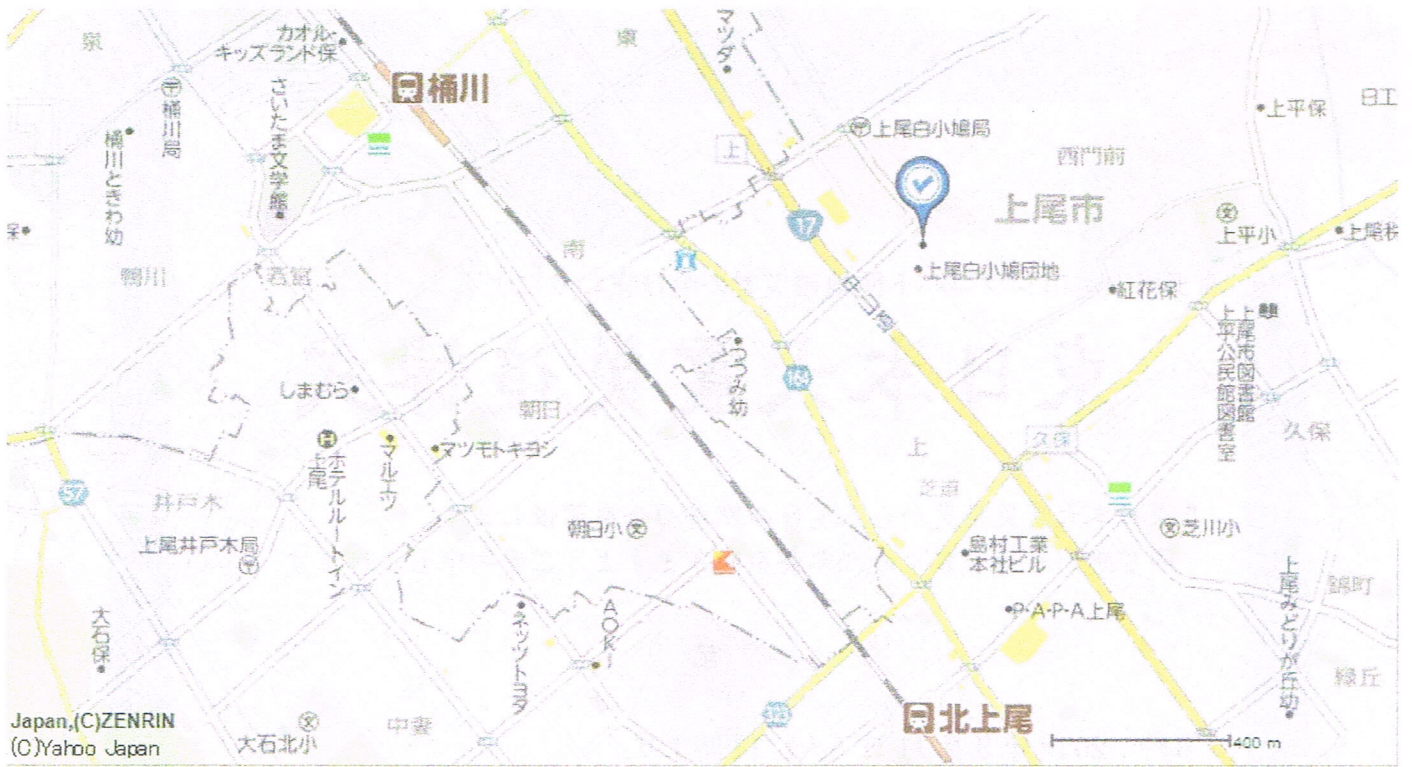 カオル・
キッズランド保
泉
東
マツダ
桶川
桶川局
さいたま文学館
桶川ときわ幼
上尾白小鳩局
上平保
日工
西門前
上
上尾市
上平小
17
南
上尾白小鳩団地
紅花保
鴨川
若宮
つつみ幼
164
上尾市図書館
上平公民館図書室
しまむら
朝日
ホテルルートイン
上尾
マルエツ
マツモトキヨシ
上
久保
久保
芝道
57
井戸木
上尾井戸木局
朝日小
島村工業
本社ビル
芝川小
P・A・P・A上尾
上尾みどりが丘幼
錦町
緑丘
大石保
ネッツトヨタ
AOKI
中妻
大石北小
北上尾
400 m
Japan,(C)ZENRIN
(C)Yahoo Japan